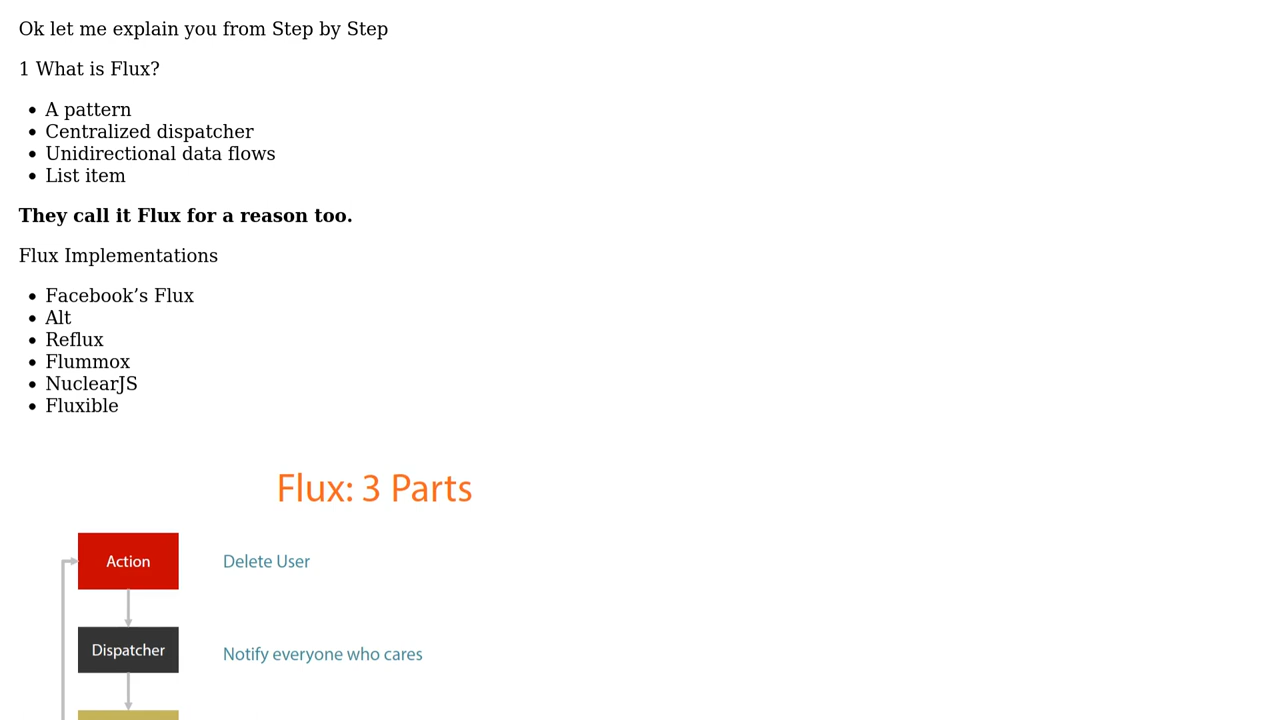 Ok let me explain you from Step by Step
1 What is Flux?
• A pattern
• Centralized dispatcher
• Unidirectional data flows
• List item
They call it Flux for a reason too.
Flux Implementations
• Facebook’s Flux
• Alt
• Reflux
• Flummox
• NuclearJS
• Fluxible
Flux: 3 Parts
Action Delete User
Dispatcher Notify everyone who cares